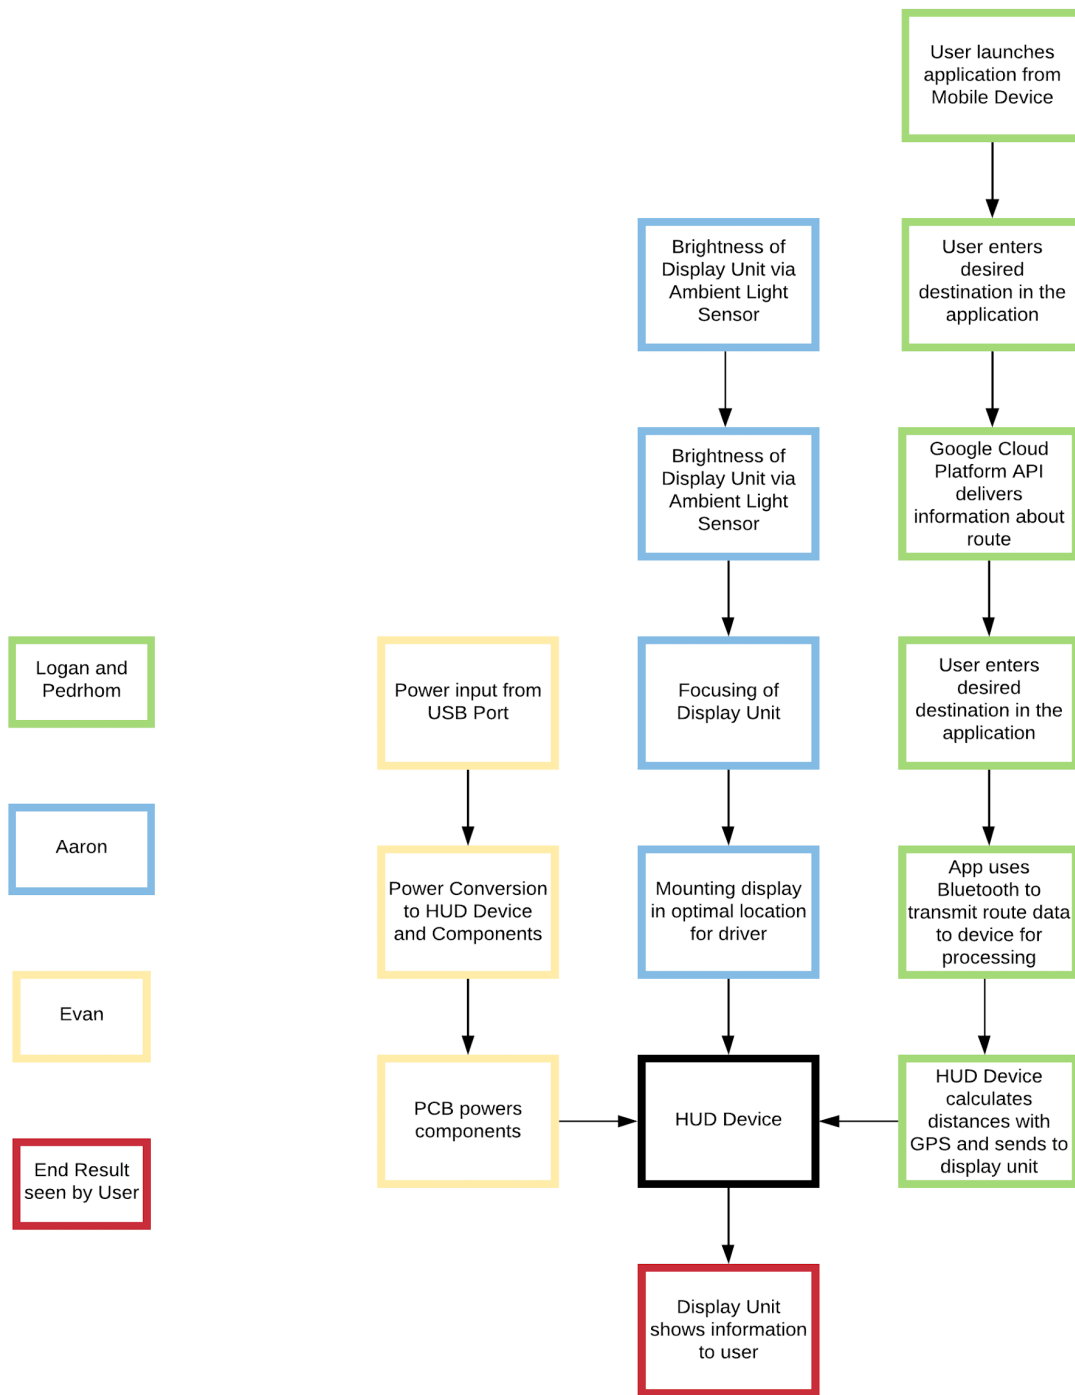 User launches
application from
Mobile Device
Brightness of
Display Unit via
Ambient Light
Sensor
User enters
desired
destination in the
application
Brightness of
Display Unit via
Ambient Light
Sensor
Google Cloud
Platform API
delivers
information about
route
Logan and
Pedrhom
Power input from
USB Port
Focusing of
Display Unit
User enters
desired
destination in the
application
Aaron
Power Conversion
to HUD Device
and Components
Mounting display
in optimal location
for driver
App uses
Bluetooth to
transmit route data
to device for
processing
Evan
PCB powers
components
HUD Device
HUD Device
calculates
distances with
GPS and sends to
display unit
End Result
seen by User
Display Unit
shows information
to user